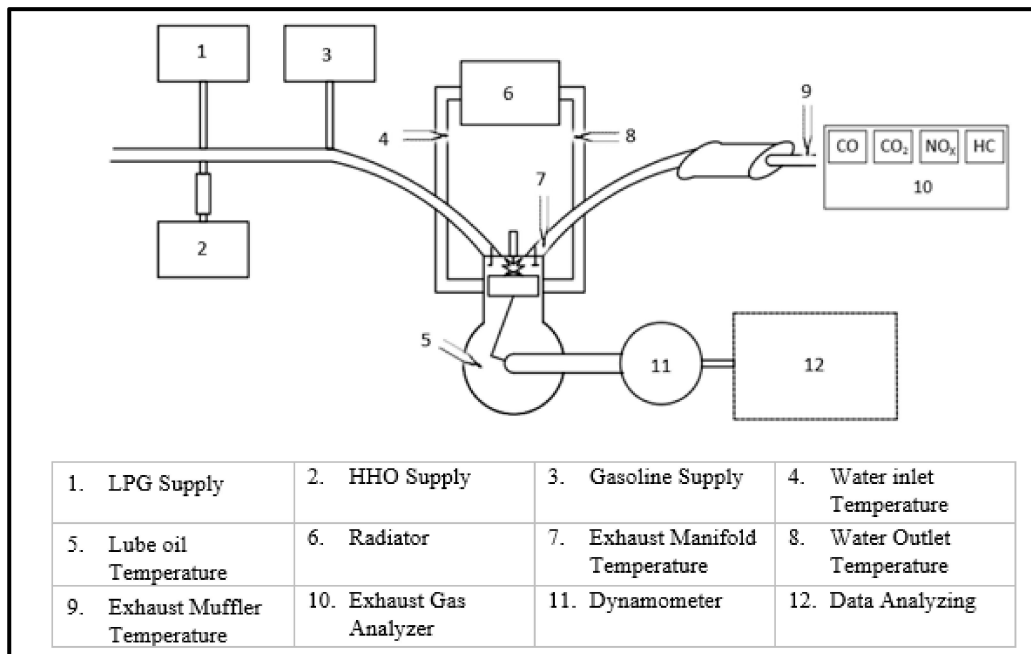 1
3
6
9
4
8
CO CO₂ NOX HC
10
7
2
5
11
12
1. LPG Supply
2. HHO Supply
3. Gasoline Supply
4. Water inlet
Temperature
5. Lube oil
Temperature
6. Radiator
7. Exhaust Manifold
Temperature
8. Water Outlet
Temperature
9. Exhaust Muffler
Temperature
10. Exhaust Gas
Analyzer
11. Dynamometer
12. Data Analyzing